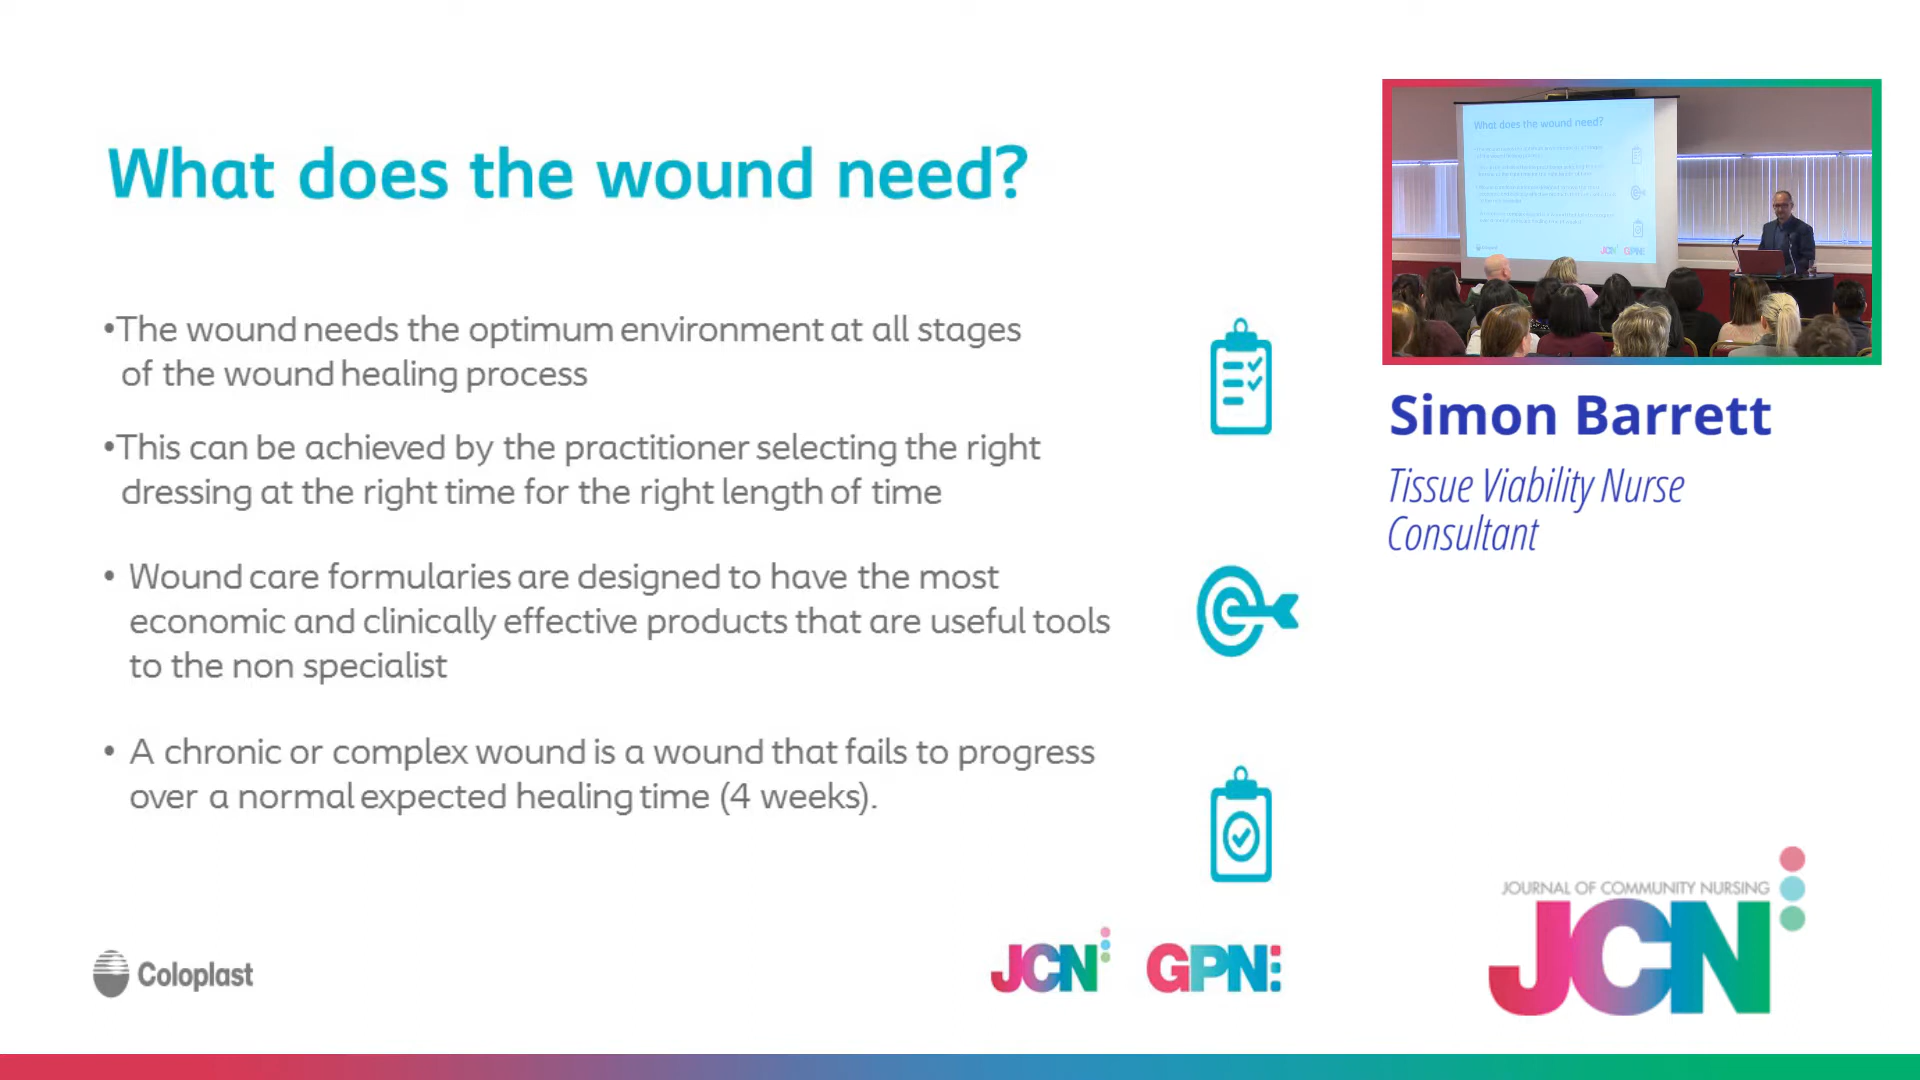 What does the wound need?
•The wound needs the optimum environment at all stages
of the wound healing process
•This can be achieved by the practitioner selecting the right
dressing at the right time for the right length of time
• Wound care formularies are designed to have the most
economic and clinically effective products that are useful tools
to the non specialist
• A chronic or complex wound is a wound that fails to progress
over a normal expected healing time (4 weeks).
Coloplast
JCN
GPN
What does the wound need?
JCN GPN
Simon Barrett
Tissue Viability Nurse
Consultant
JOURNAL OF COMMUNITY NURSING
JCN